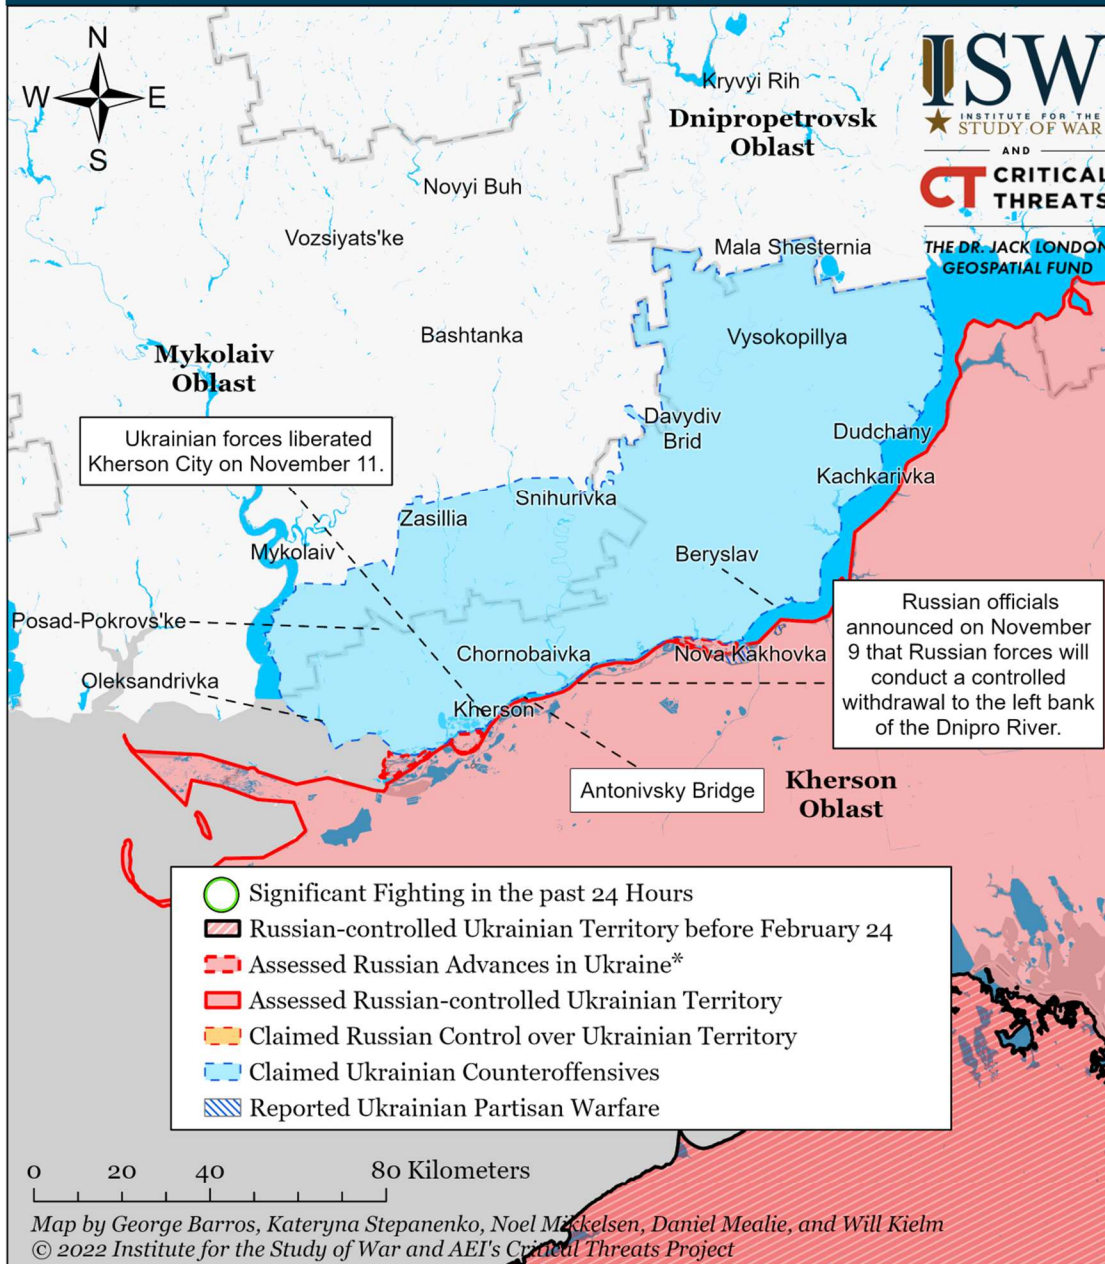 N
W
E
S
ISW
INSTITUTE FOR THE
STUDY OF WAR
AND
CT CRITICAL
THREATS
THE DR. JACK LONDON
GEOSPATIAL FUND
Kryvyi Rih
Dnipropetrovsk
Oblast
Novyi Buh
Vozsiyats'ke
Mala Shesternia
Bashtanka
Vysokopillya
Mykolaiv
Oblast
Davydiv
Brid
Dudchany
Ukrainian forces liberated
Kherson City on November 11.
Kachkarivka
Snihurivka
Zasillia
Mykolaiv
Beryslav
Russian officials
announced on November
9 that Russian forces will
conduct a controlled
withdrawal to the left bank
of the Dnipro River.
Posad-Pokrovs'ke
Chornobaivka
Nova Kakhovka
Oleksandrivka
Kherson
Antonivsky Bridge
Kherson
Oblast
Significant Fighting in the past 24 Hours
Russian-controlled Ukrainian Territory before February 24
Assessed Russian Advances in Ukraine*
Assessed Russian-controlled Ukrainian Territory
Claimed Russian Control over Ukrainian Territory
Claimed Ukrainian Counteroffensives
Reported Ukrainian Partisan Warfare
0 20 40 80 Kilometers
Map by George Barros, Kateryna Stepanenko, Noel Mikkelsen, Daniel Mealie, and Will Kielm
© 2022 Institute for the Study of War and AEI's Critical Threats Project